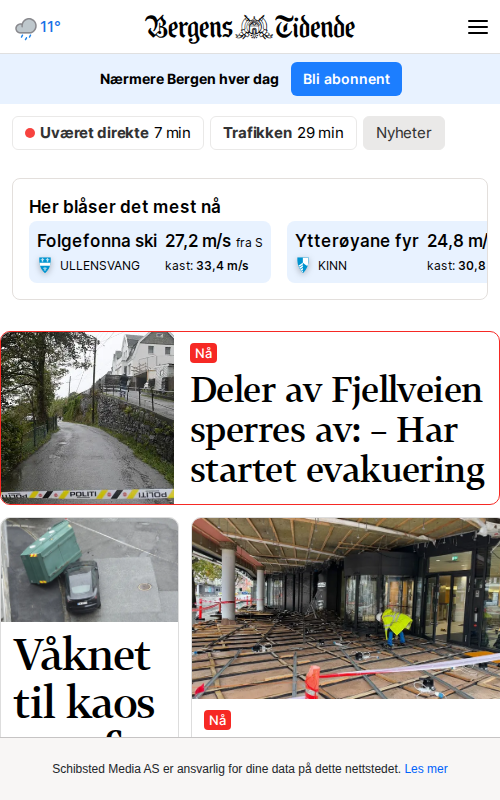 11°
Bergens Tidende
Nærmere Bergen hver dag
Bli abonnent
Uværet direkte 7 min
Trafikken 29 min
Nyheter
Her blåser det mest nå
Folgefonna ski 27,2 m/s fra S
ULLENSVANG kast: 33,4 m/s
Ytterøyane fyr 24,8 m/
KINN kast: 30,8
Nå
Deler av Fjellveien
sperres av: – Har
startet evakuering
POLITI
Våknet
til kaos
Nå
Schibsted Media AS er ansvarlig for dine data på dette nettstedet. Les mer